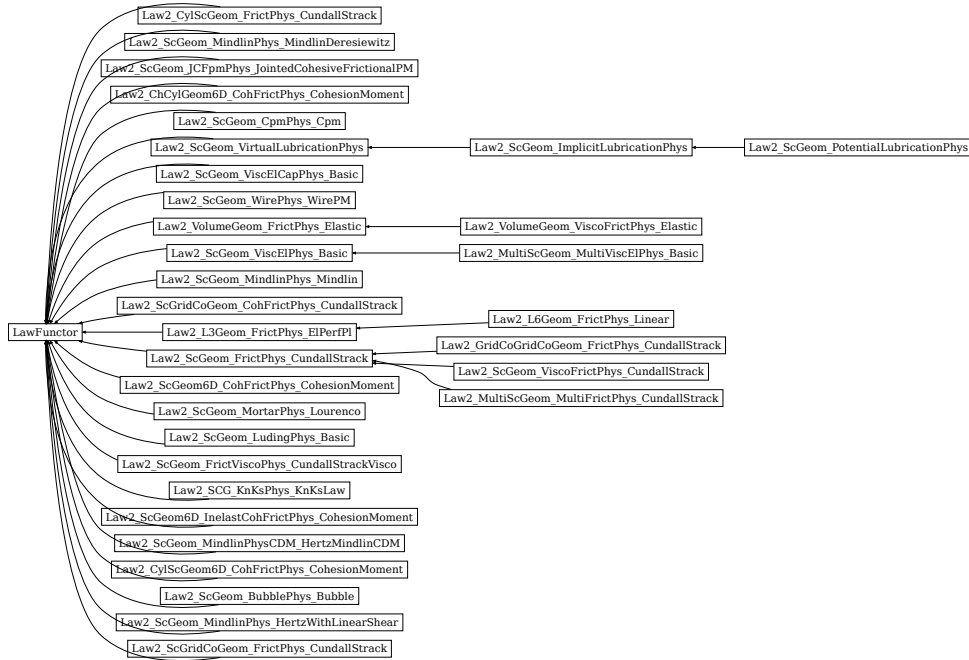 Law2_CylScGeom_FrictPhys_CundallStrack
Law2_ScGeom_MindlinPhys_MindlinDeresiewitz
Law2_ScGeom_JCFpmPhys_JointedCohesiveFrictionalPM
Law2_ChCylGeom6D_CohFrictPhys_CohesionMoment
Law2_ScGeom_CpmPhys_Cpm
Law2_ScGeom_VirtualLubricationPhys
Law2_ScGeom_ImplicitLubricationPhys
Law2_ScGeom_PotentialLubricationPhys
Law2_ScGeom_ViscElCapPhys_Basic
Law2_ScGeom_WirePhys_WirePM
Law2_VolumeGeom_FrictPhys_Elastic
Law2_VolumeGeom_ViscoFrictPhys_Elastic
Law2_ScGeom_ViscElPhys_Basic
Law2_MultiScGeom_MultiViscElPhys_Basic
Law2_ScGeom_MindlinPhys_Mindlin
Law2_ScGridCoGeom_CohFrictPhys_CundallStrack
LawFunctor
Law2_L3Geom_FrictPhys_ElPerfPl
Law2_L6Geom_FrictPhys_Linear
Law2_GridCoGridCoGeom_FrictPhys_CundallStrack
Law2_ScGeom_FrictPhys_CundallStrack
Law2_ScGeom_ViscoFrictPhys_CundallStrack
Law2_ScGeom6D_CohFrictPhys_CohesionMoment
Law2_MultiScGeom_MultiFrictPhys_CundallStrack
Law2_ScGeom_MortarPhys_Lourenco
Law2_ScGeom_LudingPhys_Basic
Law2_ScGeom_FrictViscoPhys_CundallStrackVisco
Law2_SCG_KnKsPhys_KnKsLaw
Law2_ScGeom6D_InelastCohFrictPhys_CohesionMoment
Law2_ScGeom_MindlinPhysCDM_HertzMindlinCDM
Law2_CylScGeom6D_CohFrictPhys_CohesionMoment
Law2_ScGeom_BubblePhys_Bubble
Law2_ScGeom_MindlinPhys_HertzWithLinearShear
Law2_ScGridCoGeom_FrictPhys_CundallStrack